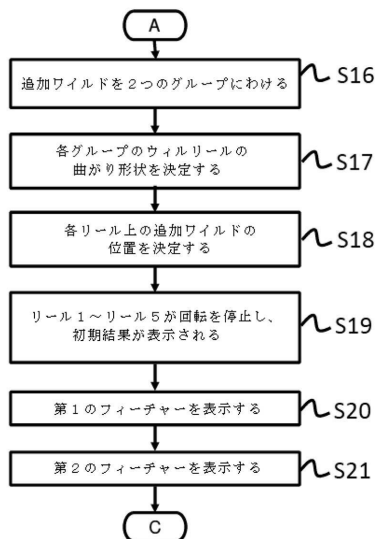 A
追加ワイルドを２つのグループにわける
S16
各グループのウィルリールの
曲がり形状を決定する
S17
各リール上の追加ワイルドの
位置を決定する
S18
リール１～リール５が回転を停止し、
初期結果が表示される
S19
第１のフィーチャーを表示する
S20
第２のフィーチャーを表示する
S21
C